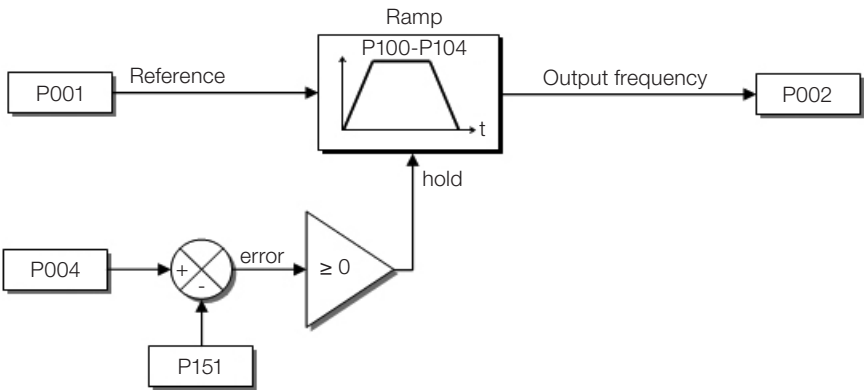 Ramp
P100-P104
t
P001
Reference
Output frequency
P002
hold
P004
+
-
error
≥ 0
P151